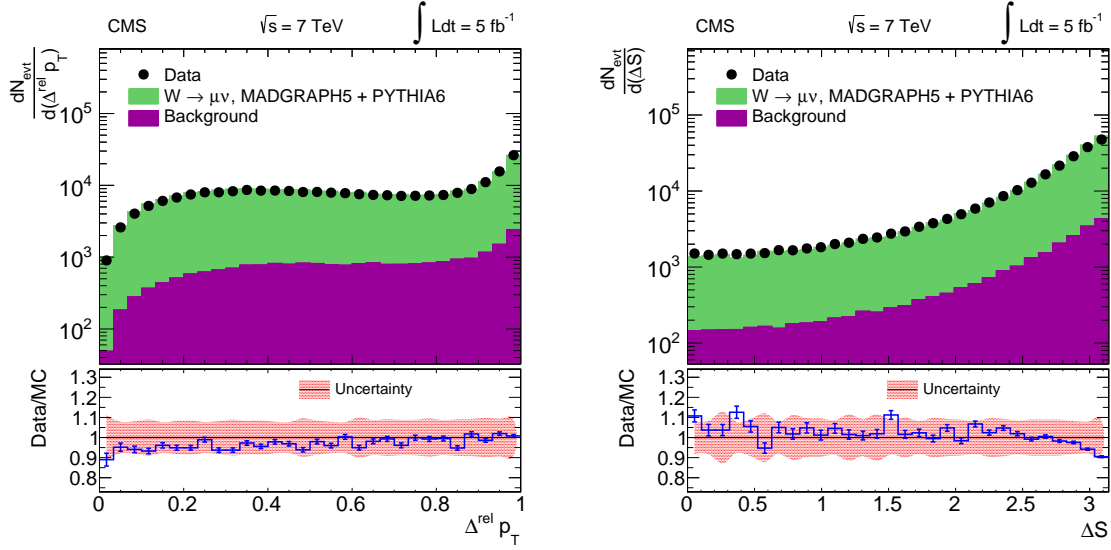 CMS √s = 7 TeV ∫ Ldt = 5 fb⁻¹
dN_evt / d(Δ^rel p_T)
10⁵
10⁴
10³
10²
Data
W → μν, MADGRAPH5 + PYTHIA6
Background
Data/MC
1.3
1.2
1.1
1
0.9
0.8
Uncertainty
0 0.2 0.4 0.6 0.8 1
Δ^rel p_T
CMS √s = 7 TeV ∫ Ldt = 5 fb⁻¹
dN_evt / d(ΔS)
10⁵
10⁴
10³
10²
Data
W → μν, MADGRAPH5 + PYTHIA6
Background
Data/MC
1.3
1.2
1.1
1
0.9
0.8
Uncertainty
0 0.5 1 1.5 2 2.5 3
ΔS